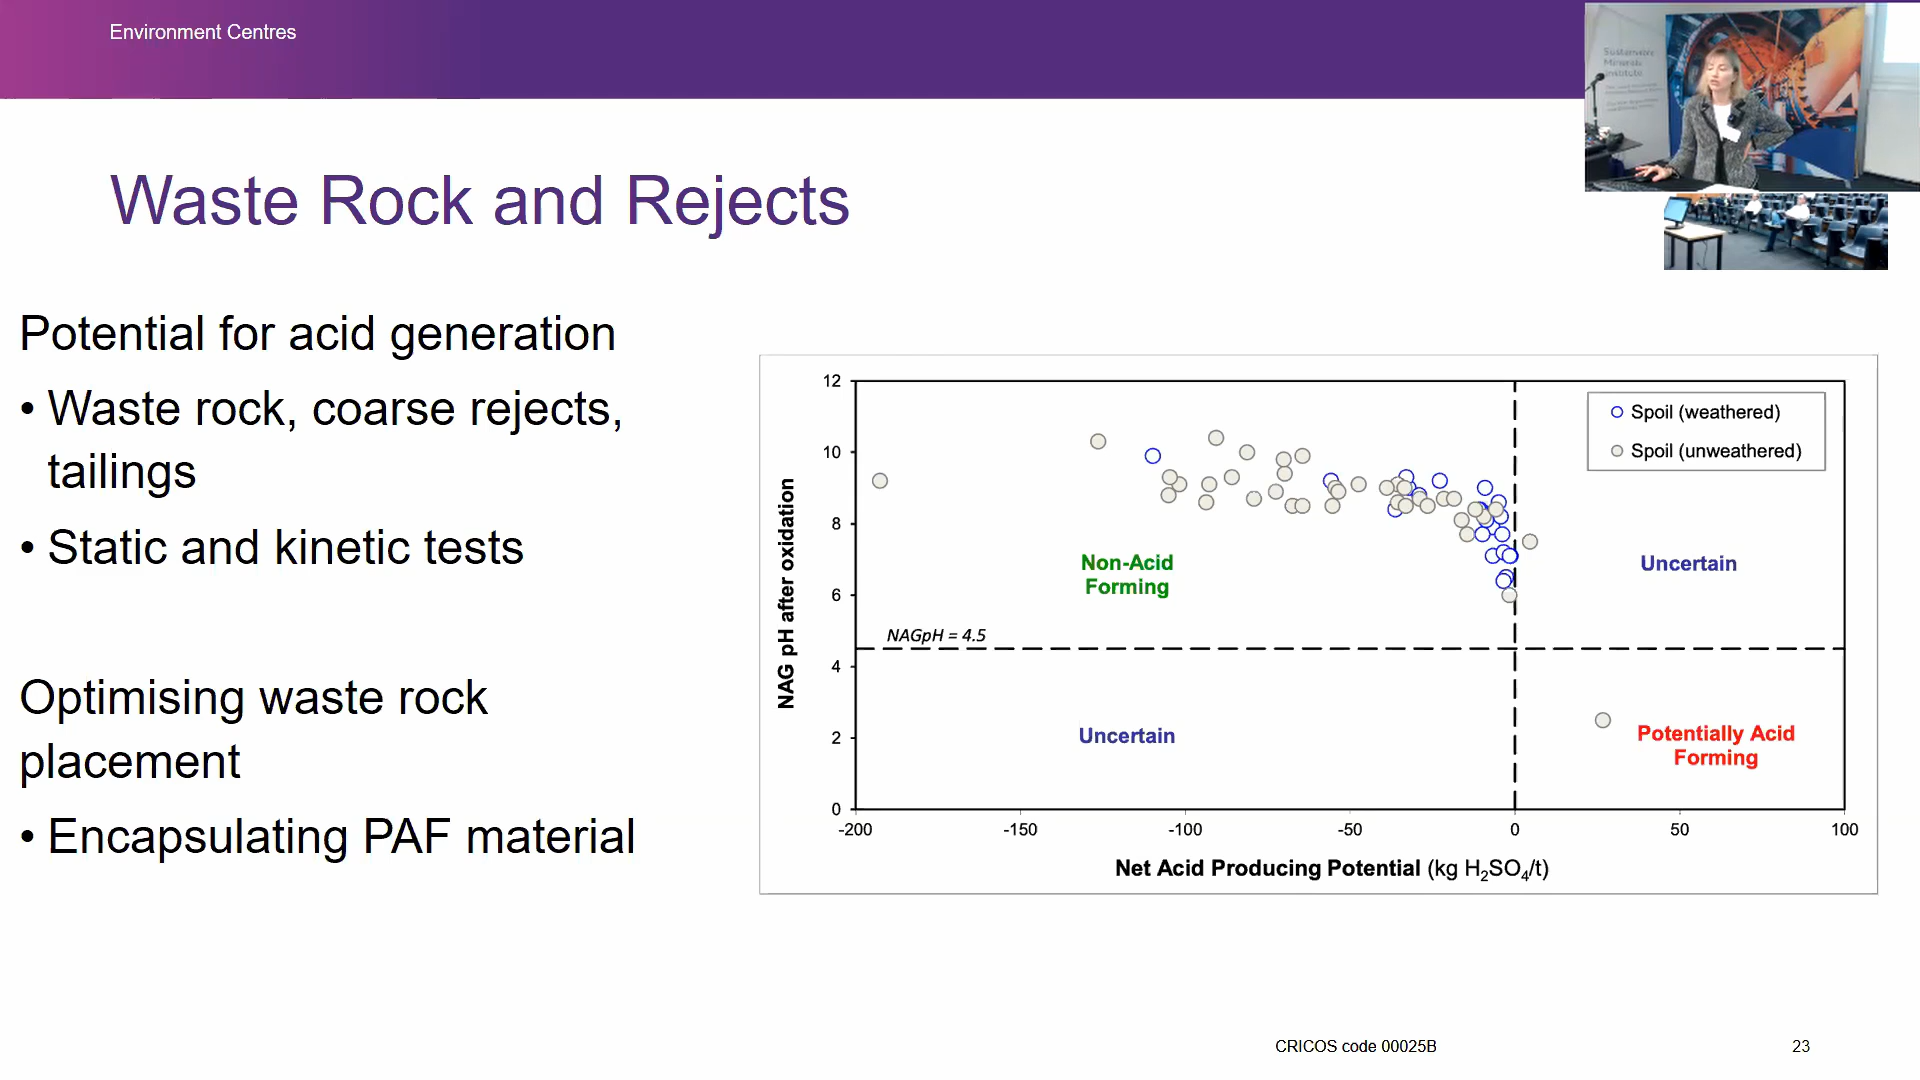 Environment Centres
Sustainable
Minerals
Institute
Waste Rock and Rejects
Potential for acid generation
• Waste rock, coarse rejects,
tailings
• Static and kinetic tests
Optimising waste rock
placement
• Encapsulating PAF material
12
10
8
6
4
2
0
NAG pH after oxidation
Spoil (weathered)
Spoil (unweathered)
Non-Acid
Forming
Uncertain
NAGpH = 4.5
Uncertain
Potentially Acid
Forming
-200
-150
-100
-50
0
50
100
Net Acid Producing Potential (kg H₂SO₄/t)
CRICOS code 00025B
23